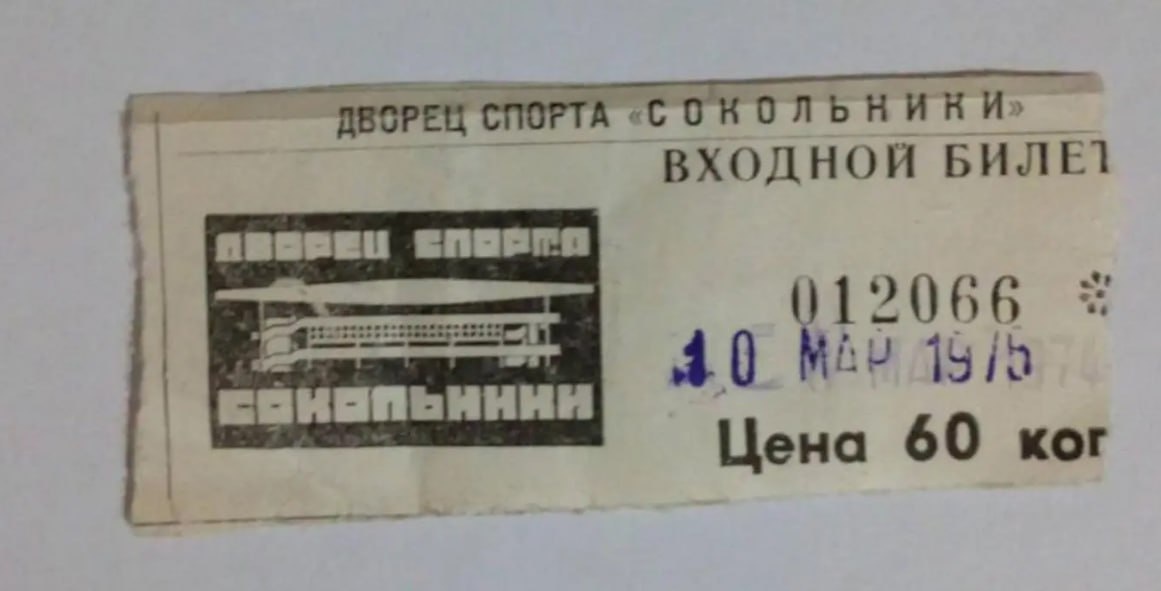 ДВОРЕЦ СПОРТА «СОКОЛЬНИКИ»
ВХОДНОЙ БИЛЕТ
ДВОРЕЦ СПОРТА
СОКОЛЬНИКИ
012066
10 МАР 1975
Цена 60 коп